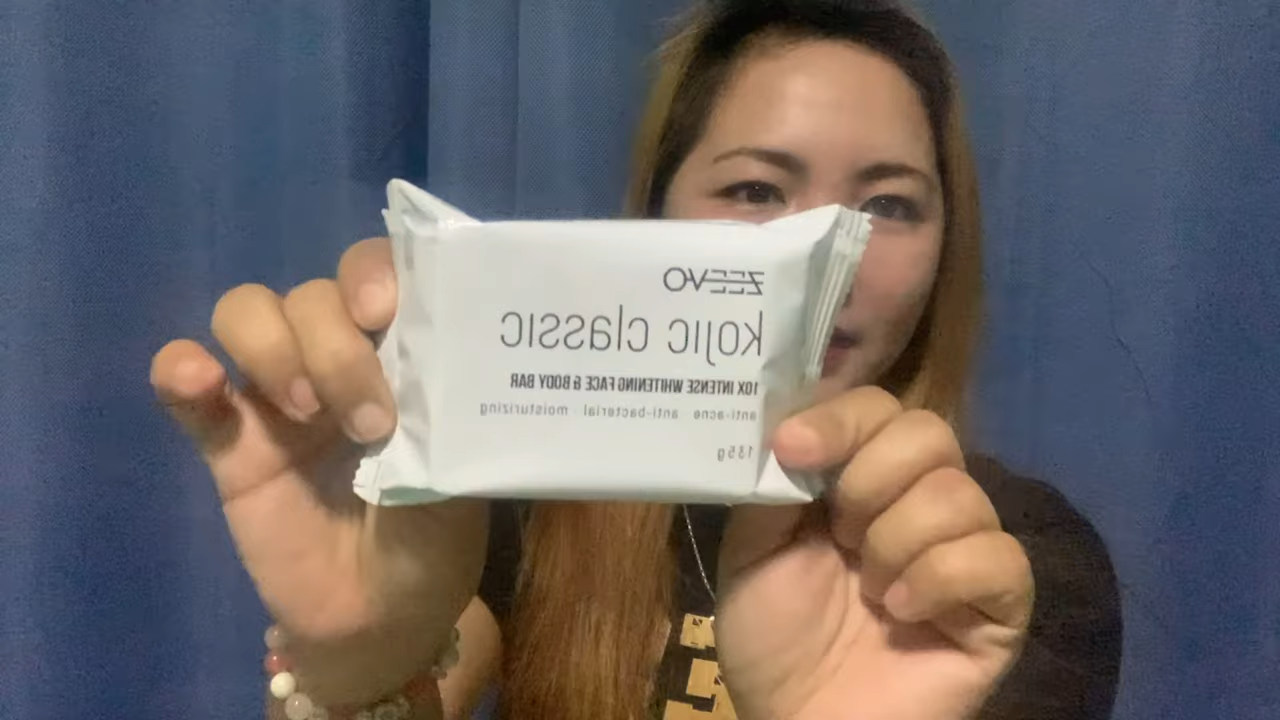 ZEEVO
kojic classic
10X INTENSE WHITENING FACE & BODY BAR
anti-acne anti-bacterial · moisturizing
135g